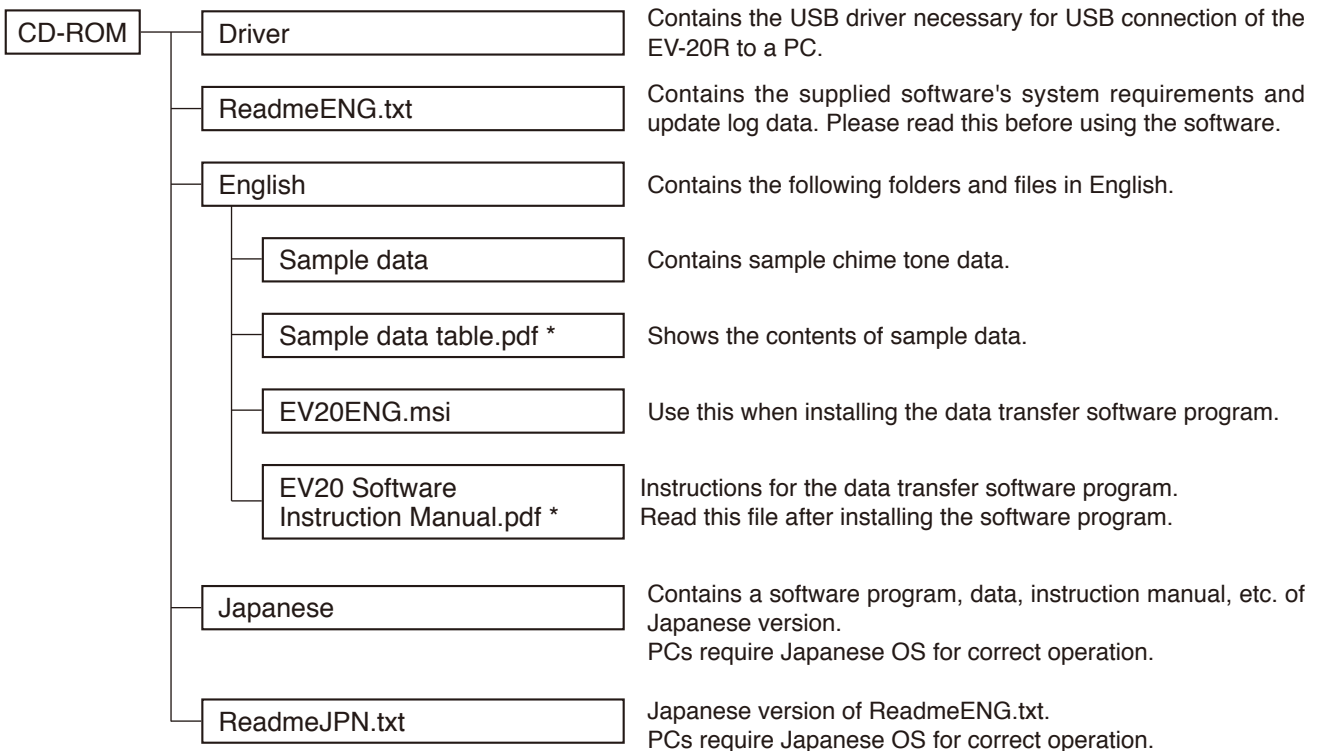 CD-ROM
Driver
Contains the USB driver necessary for USB connection of the
EV-20R to a PC.
ReadmeENG.txt
Contains the supplied software's system requirements and
update log data. Please read this before using the software.
English
Contains the following folders and files in English.
Sample data
Contains sample chime tone data.
Sample data table.pdf *
Shows the contents of sample data.
EV20ENG.msi
Use this when installing the data transfer software program.
EV20 Software
Instruction Manual.pdf *
Instructions for the data transfer software program.
Read this file after installing the software program.
Japanese
Contains a software program, data, instruction manual, etc. of
Japanese version.
PCs require Japanese OS for correct operation.
ReadmeJPN.txt
Japanese version of ReadmeENG.txt.
PCs require Japanese OS for correct operation.